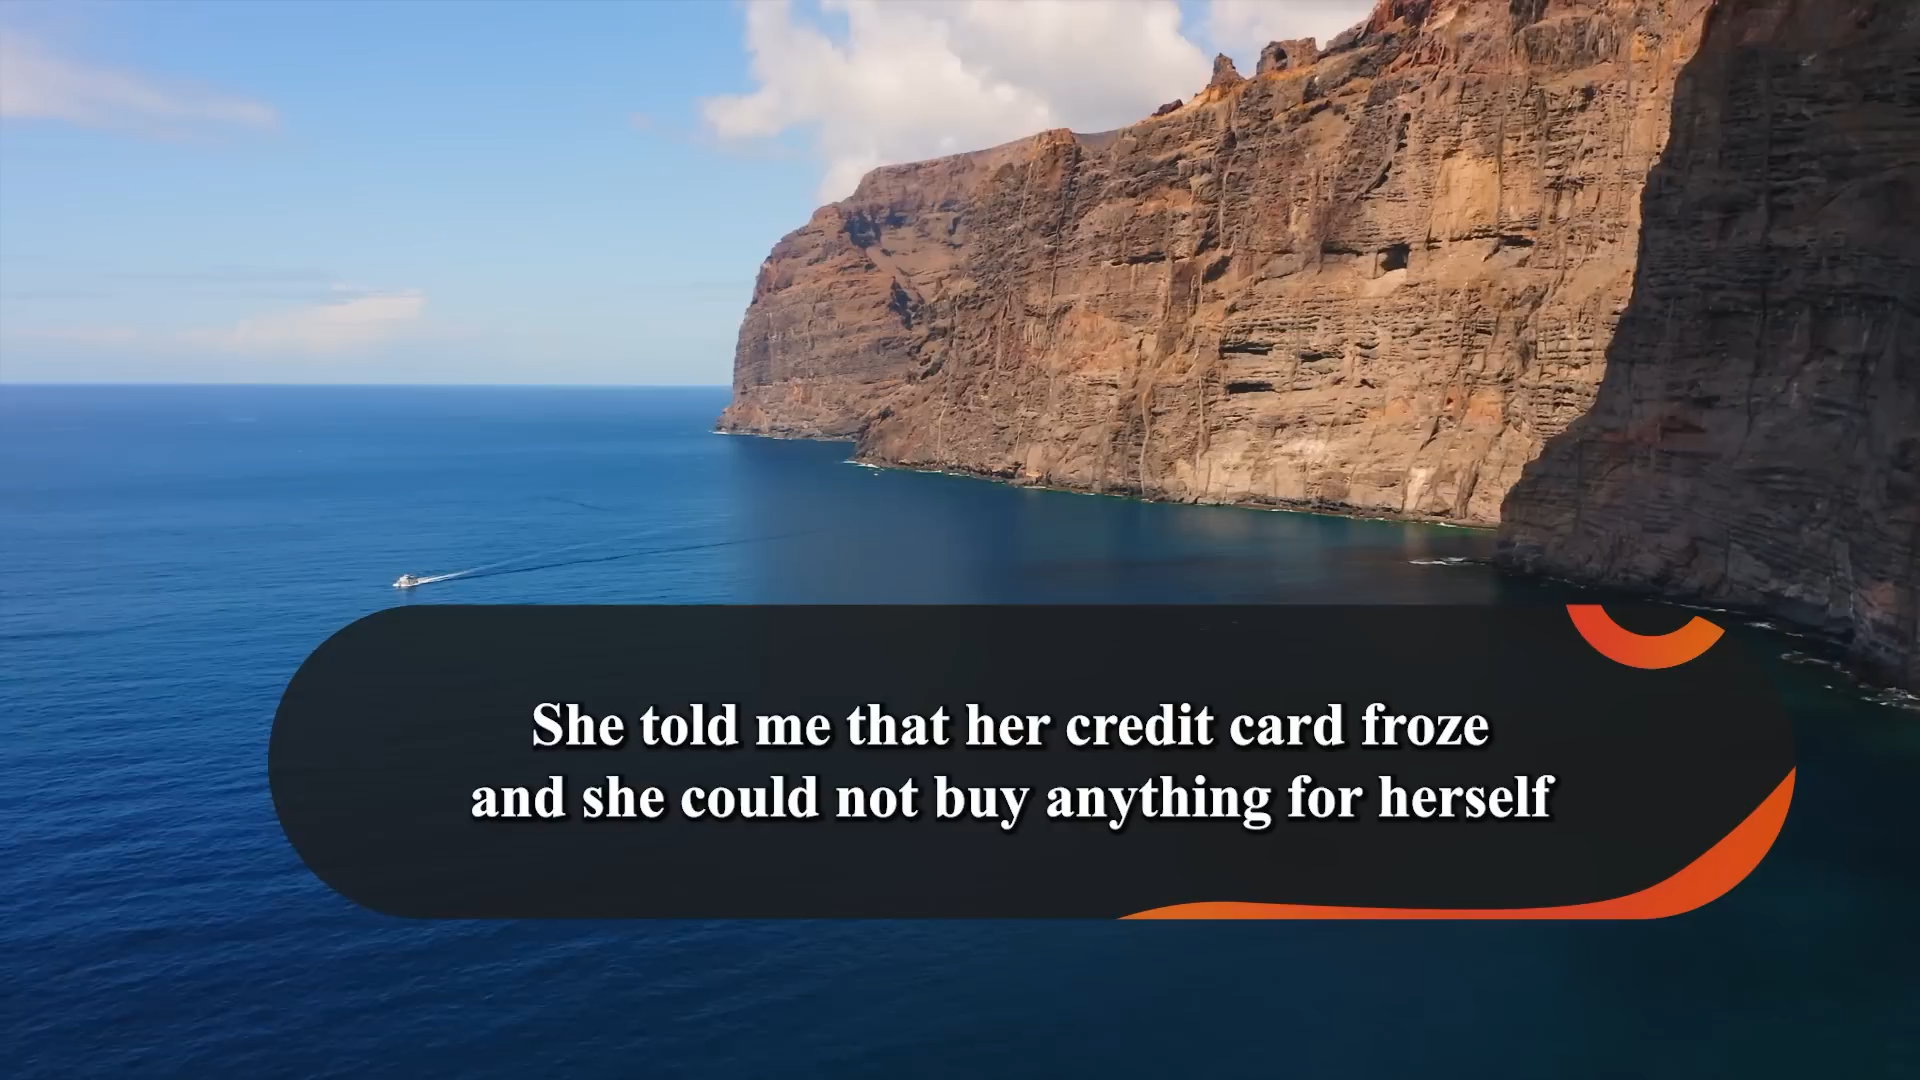 She told me that her credit card froze
and she could not buy anything for herself